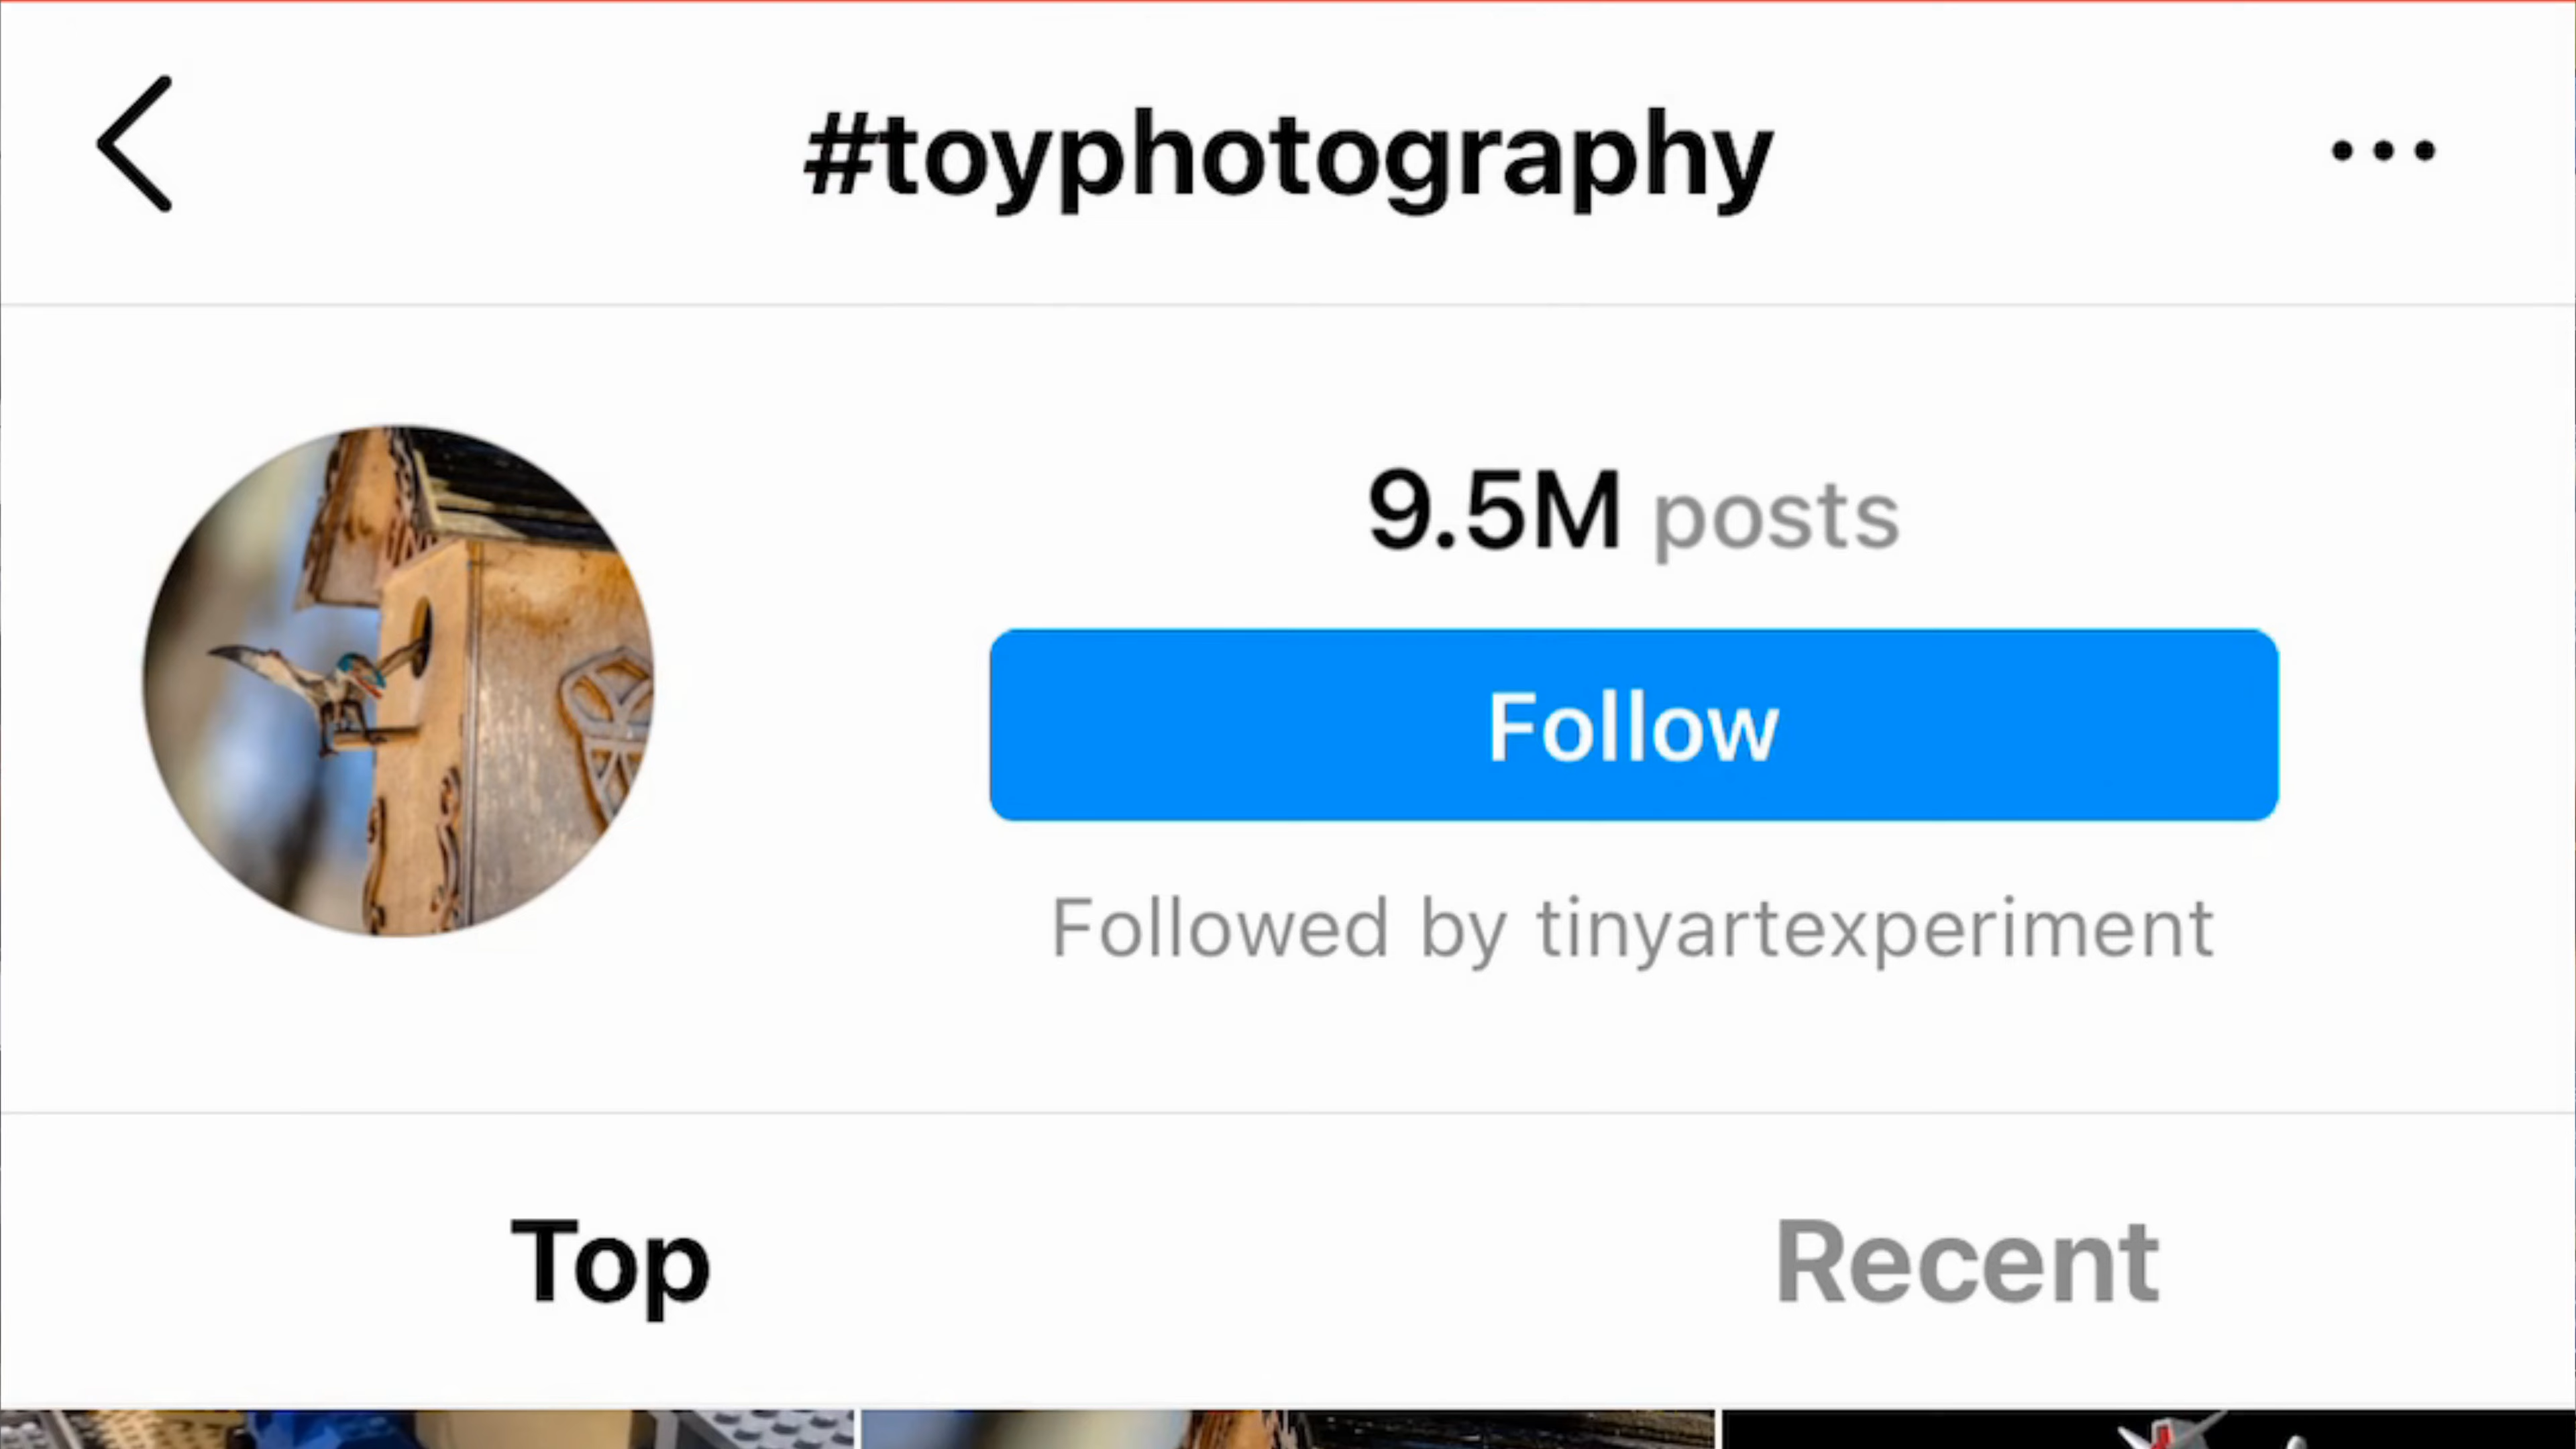 #toyphotography
9.5M posts
Follow
Followed by tinyartexperiment
Top
Recent